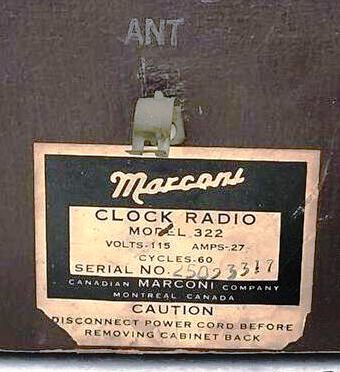 ANT
Marconi
CLOCK RADIO
MODEL 322
VOLTS-115 AMPS-.27
CYCLES-60
SERIAL NO. 25023317
CANADIAN MARCONI COMPANY
MONTREAL CANADA
CAUTION
DISCONNECT POWER CORD BEFORE
REMOVING CABINET BACK